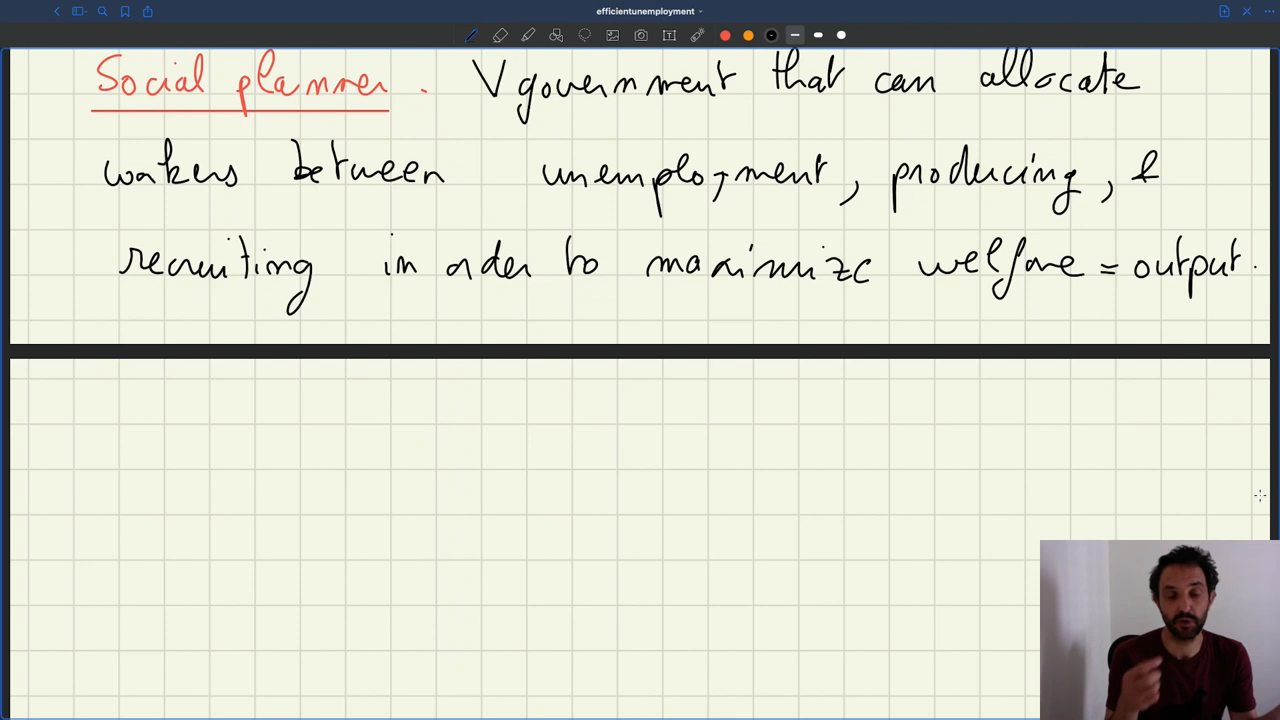 efficientunemployment
Social planner. ∀ government that can allocate
workers between unemployment, producing, &
recruiting in order to maximize welfare = output.